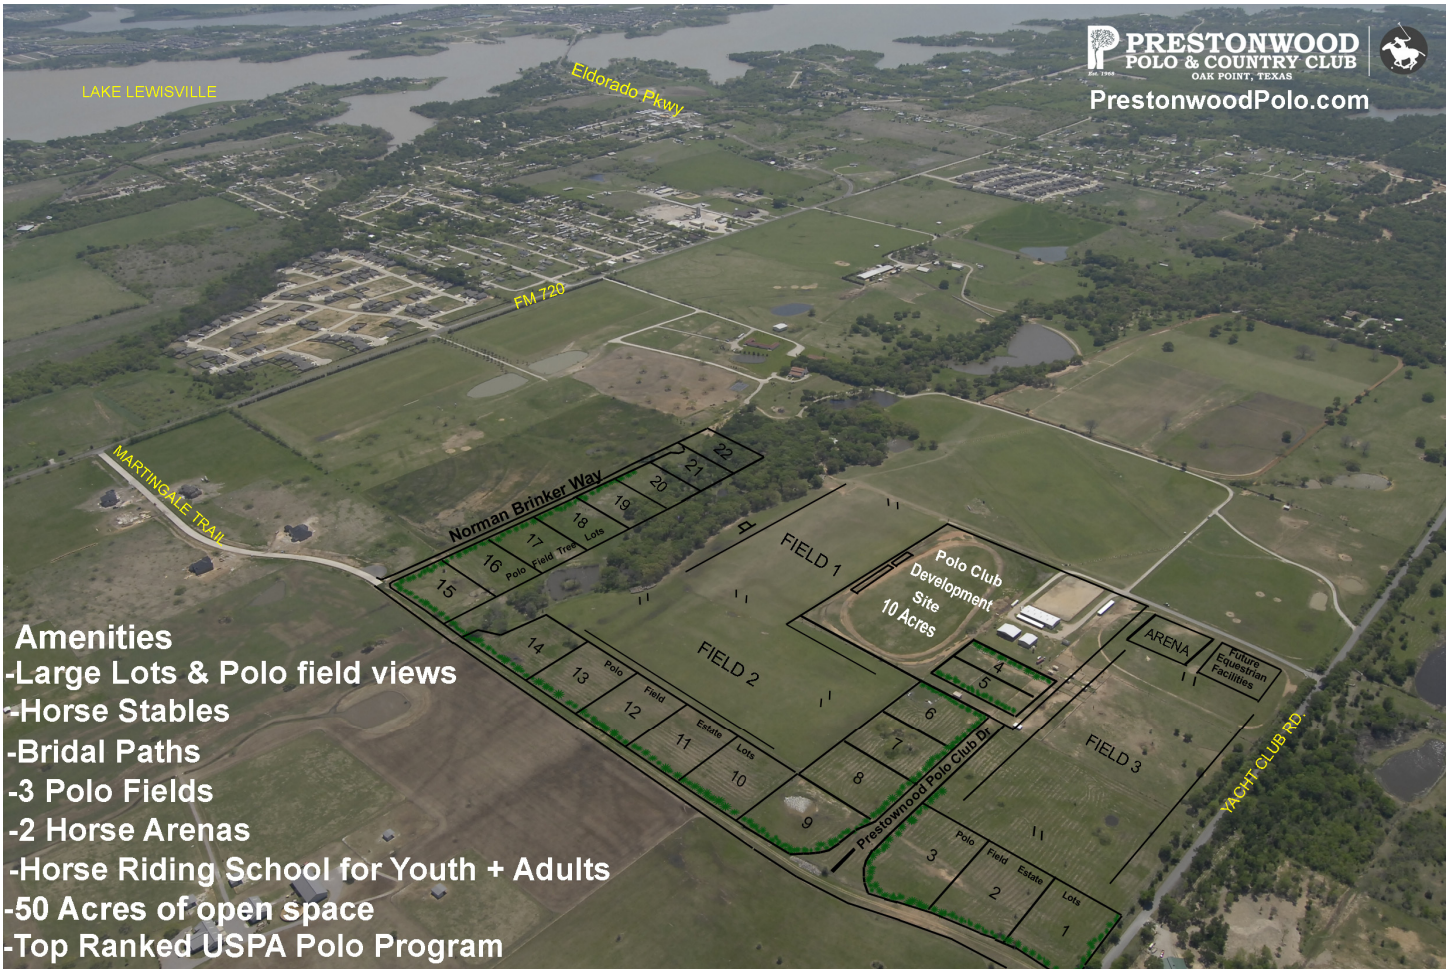 LAKE LEWISVILLE
Eldorado Pkwy
PRESTONWOOD
POLO & COUNTRY CLUB
Est. 1968
OAK POINT, TEXAS
PrestonwoodPolo.com
FM 720
MARTINGALE TRAIL
Norman Brinker Way
22
21
20
19
18
17
16
15
Polo Field Tree Lots
FIELD 1
FIELD 2
Polo Club
Development
Site
10 Acres
4
5
ARENA
Future
Equestrian
Facilities
14
13
12
11
10
Polo Field Estate Lots
6
7
8
9
Prestownood Polo Club Dr
FIELD 3
YACHT CLUB RD.
3
2
1
Polo Field Estate Lots
Amenities
-Large Lots & Polo field views
-Horse Stables
-Bridal Paths
-3 Polo Fields
-2 Horse Arenas
-Horse Riding School for Youth + Adults
-50 Acres of open space
-Top Ranked USPA Polo Program